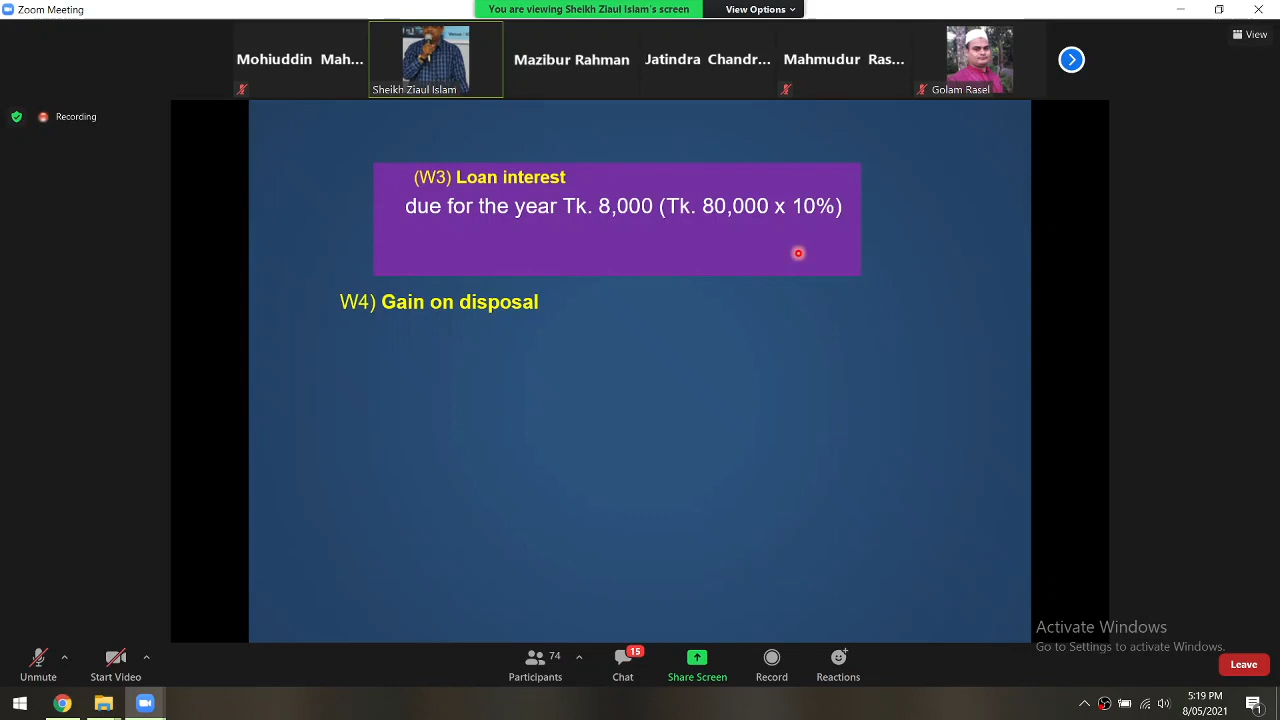 Zoom Meeting
You are viewing Sheikh Ziaul Islam's screen
View Options
Mohiuddin Mah...
Sheikh Ziaul Islam
Mazibur Rahman
Jatindra Chandr...
Mahmudur Ras...
Golam Rasel
View
Recording
(W3) Loan interest
due for the year Tk. 8,000 (Tk. 80,000 x 10%)
W4) Gain on disposal
Activate Windows
Go to Settings to activate Windows.
Unmute
Start Video
74
Participants
15
Chat
Share Screen
Record
Reactions
Leave
5:19 PM
8/05/2021
1